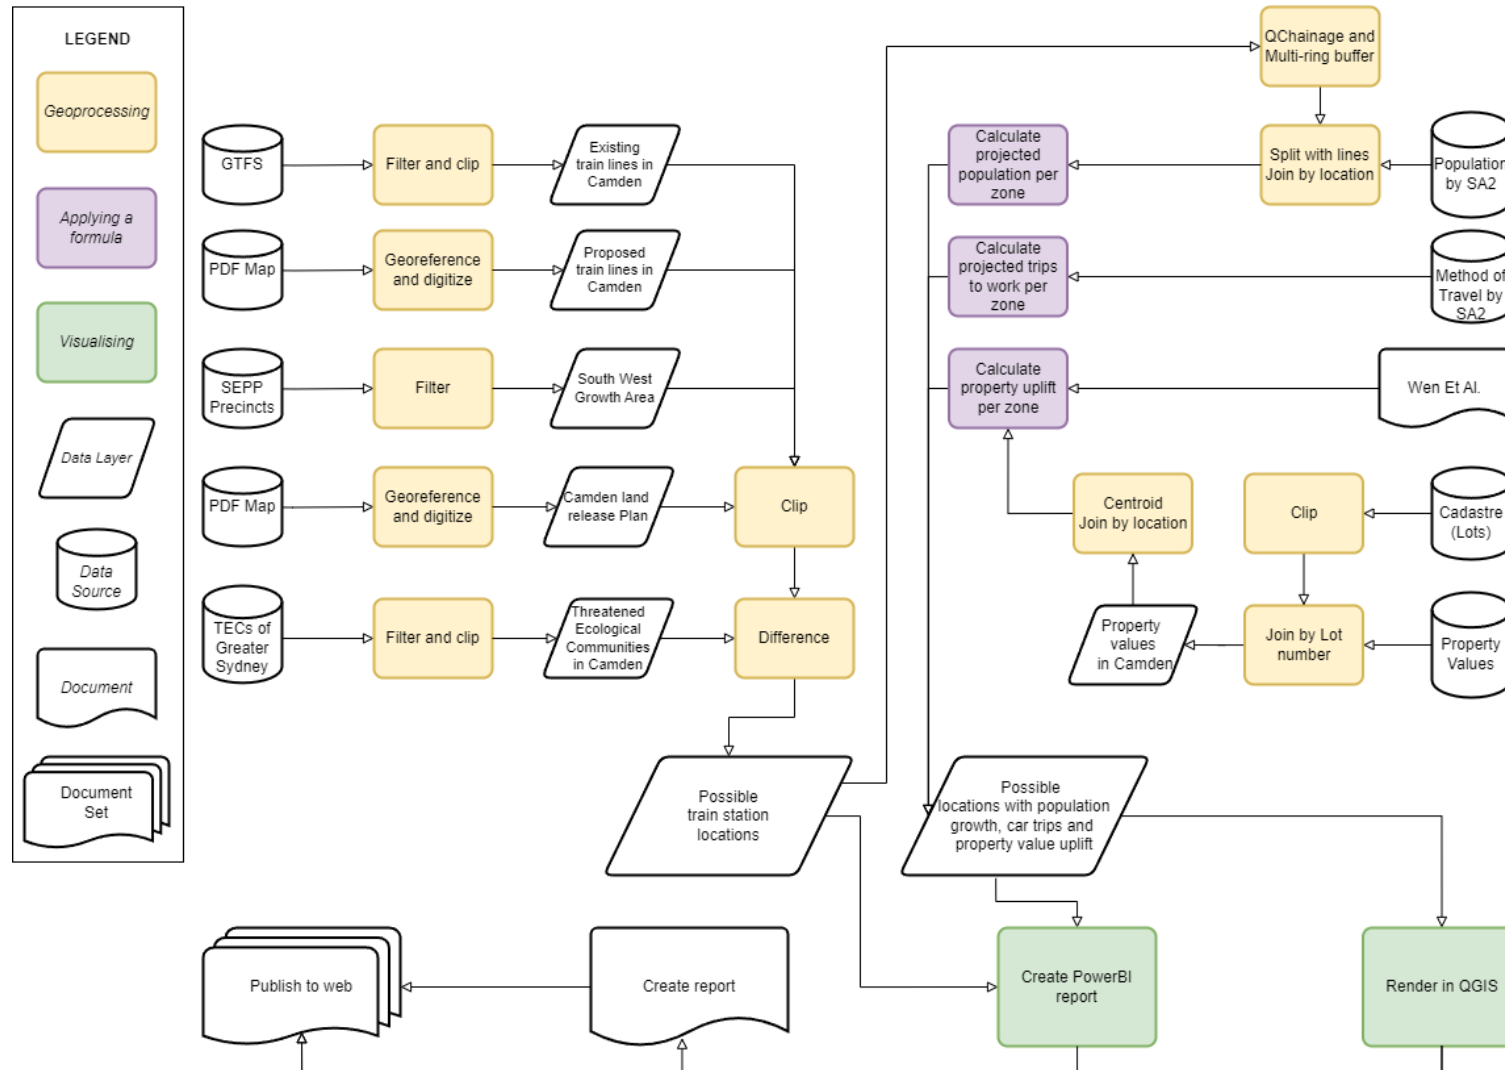 LEGEND
Geoprocessing
Applying a
formula
Visualising
Data Layer
Data
Source
Document
Document
Set
GTFS
Filter and clip
Existing
train lines in
Camden
PDF Map
Georeference
and digitize
Proposed
train lines in
Camden
SEPP
Precincts
Filter
South West
Growth Area
PDF Map
Georeference
and digitize
Camden land
release Plan
Clip
TECs of
Greater
Sydney
Filter and clip
Threatened
Ecological
Communities
in Camden
Difference
Possible
train station
locations
QChainage and
Multi-ring buffer
Calculate
projected
population per
zone
Split with lines
Join by location
Population
by SA2
Calculate
projected trips
to work per
zone
Method of
Travel by
SA2
Calculate
property uplift
per zone
Wen Et Al.
Centroid
Join by location
Clip
Cadastre
(Lots)
Property
values
in Camden
Join by Lot
number
Property
Values
Possible
locations with population
growth, car trips and
property value uplift
Publish to web
Create report
Create PowerBI
report
Render in QGIS